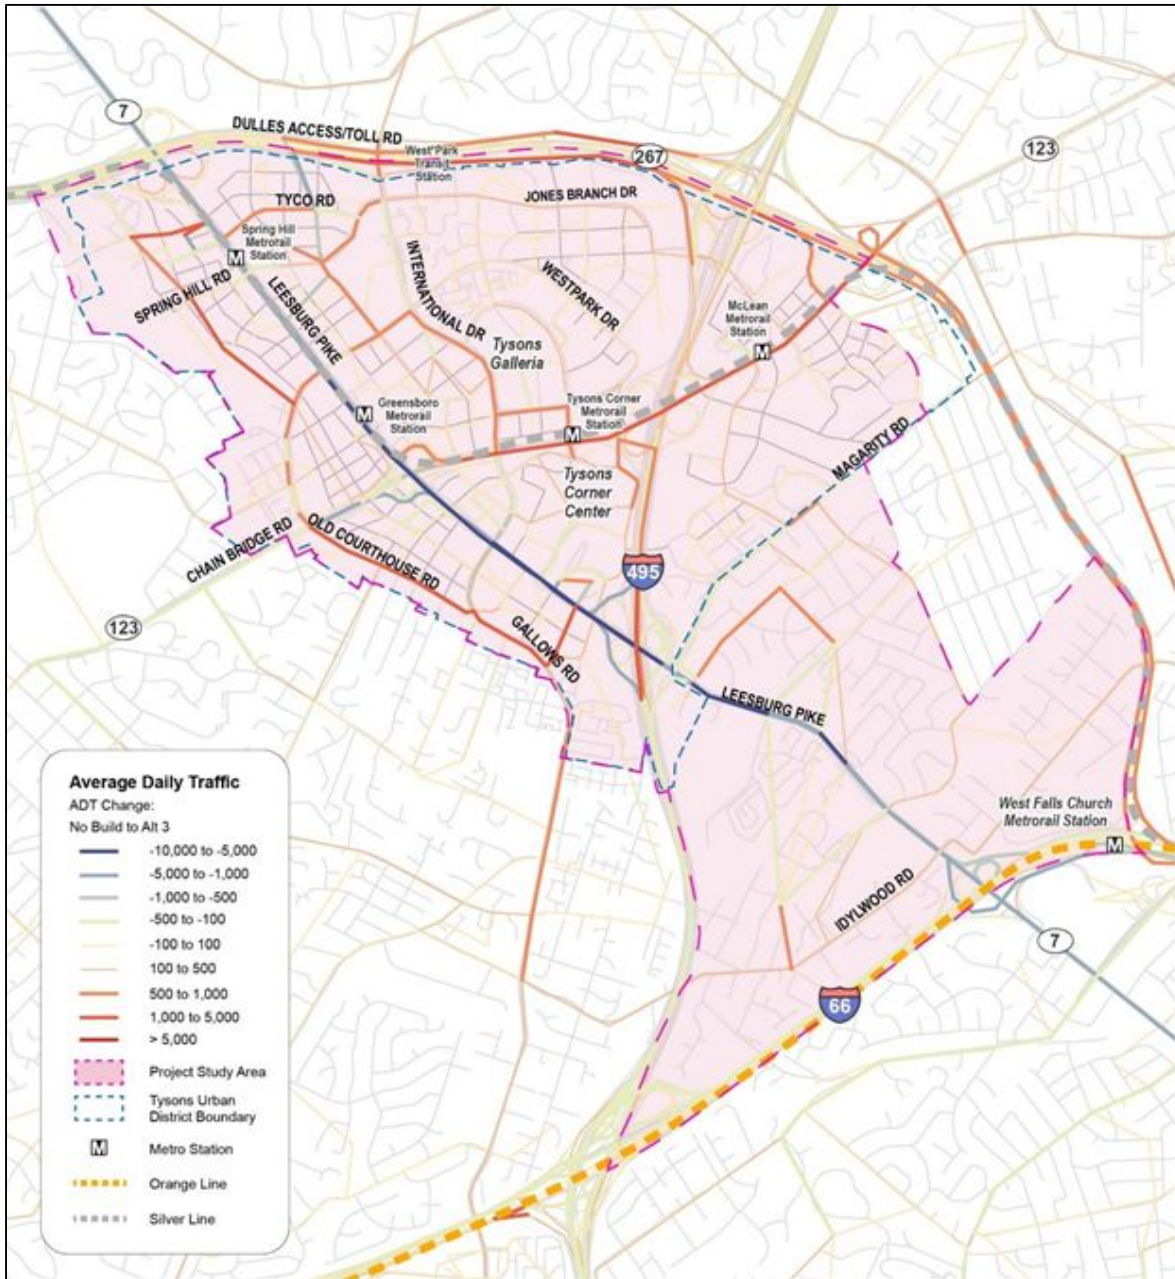 7
DULLES ACCESS/TOLL RD
West*Park
Transit
Station
267
123
TYCO RD
JONES BRANCH DR
Spring Hill
Metrorail
Station
M
SPRING HILL RD
LEESBURG PIKE
INTERNATIONAL DR
WESTPARK DR
Tysons
Galleria
McLean
Metrorail
Station
M
Greensboro
Metrorail
Station
M
Tysons Corner
Metrorail
Station
M
MAGARITY RD
Tysons
Corner
Center
CHAIN BRIDGE RD
OLD COURTHOUSE RD
495
123
GALLOWS RD
LEESBURG PIKE
West Falls Church
Metrorail Station
M
IDYLWOOD RD
7
66
Average Daily Traffic
ADT Change:
No Build to Alt 3
-10,000 to -5,000
-5,000 to -1,000
-1,000 to -500
-500 to -100
-100 to 100
100 to 500
500 to 1,000
1,000 to 5,000
> 5,000
Project Study Area
Tysons Urban
District Boundary
M
Metro Station
Orange Line
Silver Line